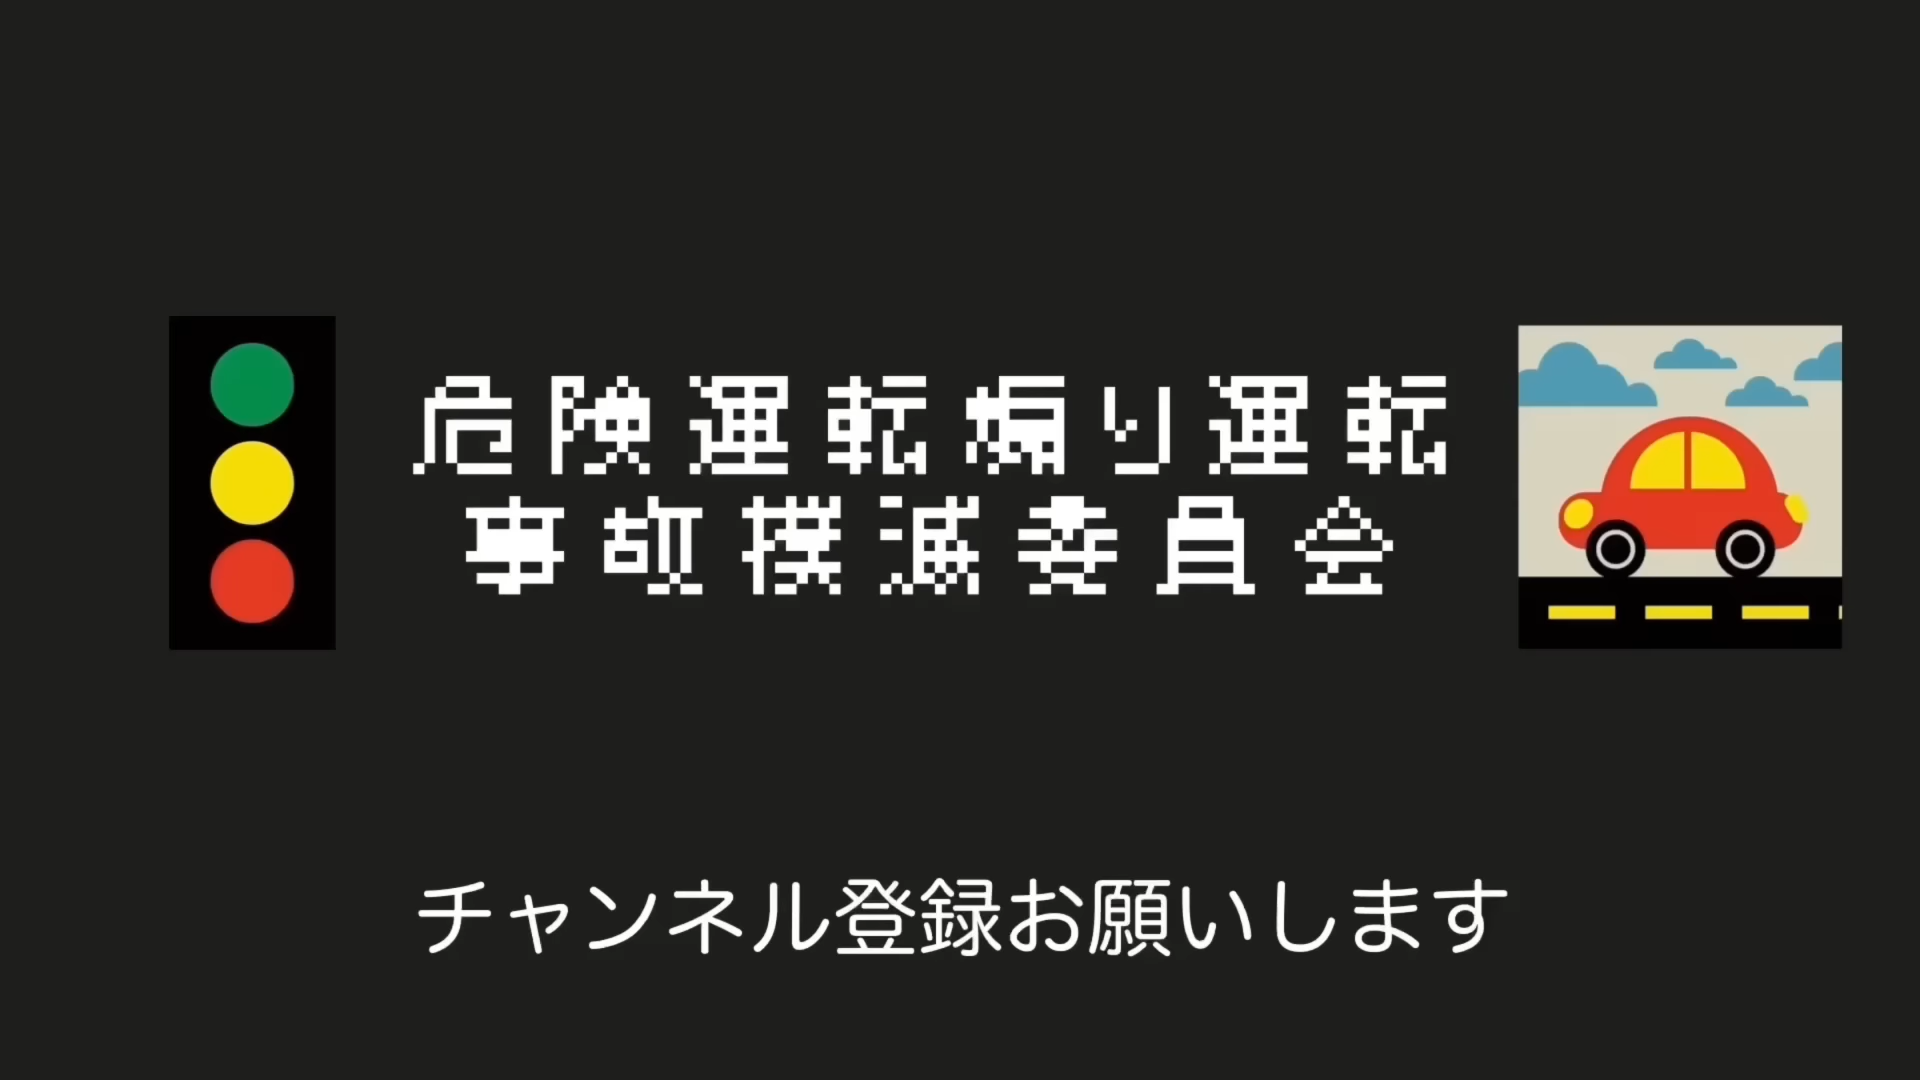 危険運転煽り運転
事故撲滅委員会
チャンネル登録お願いします